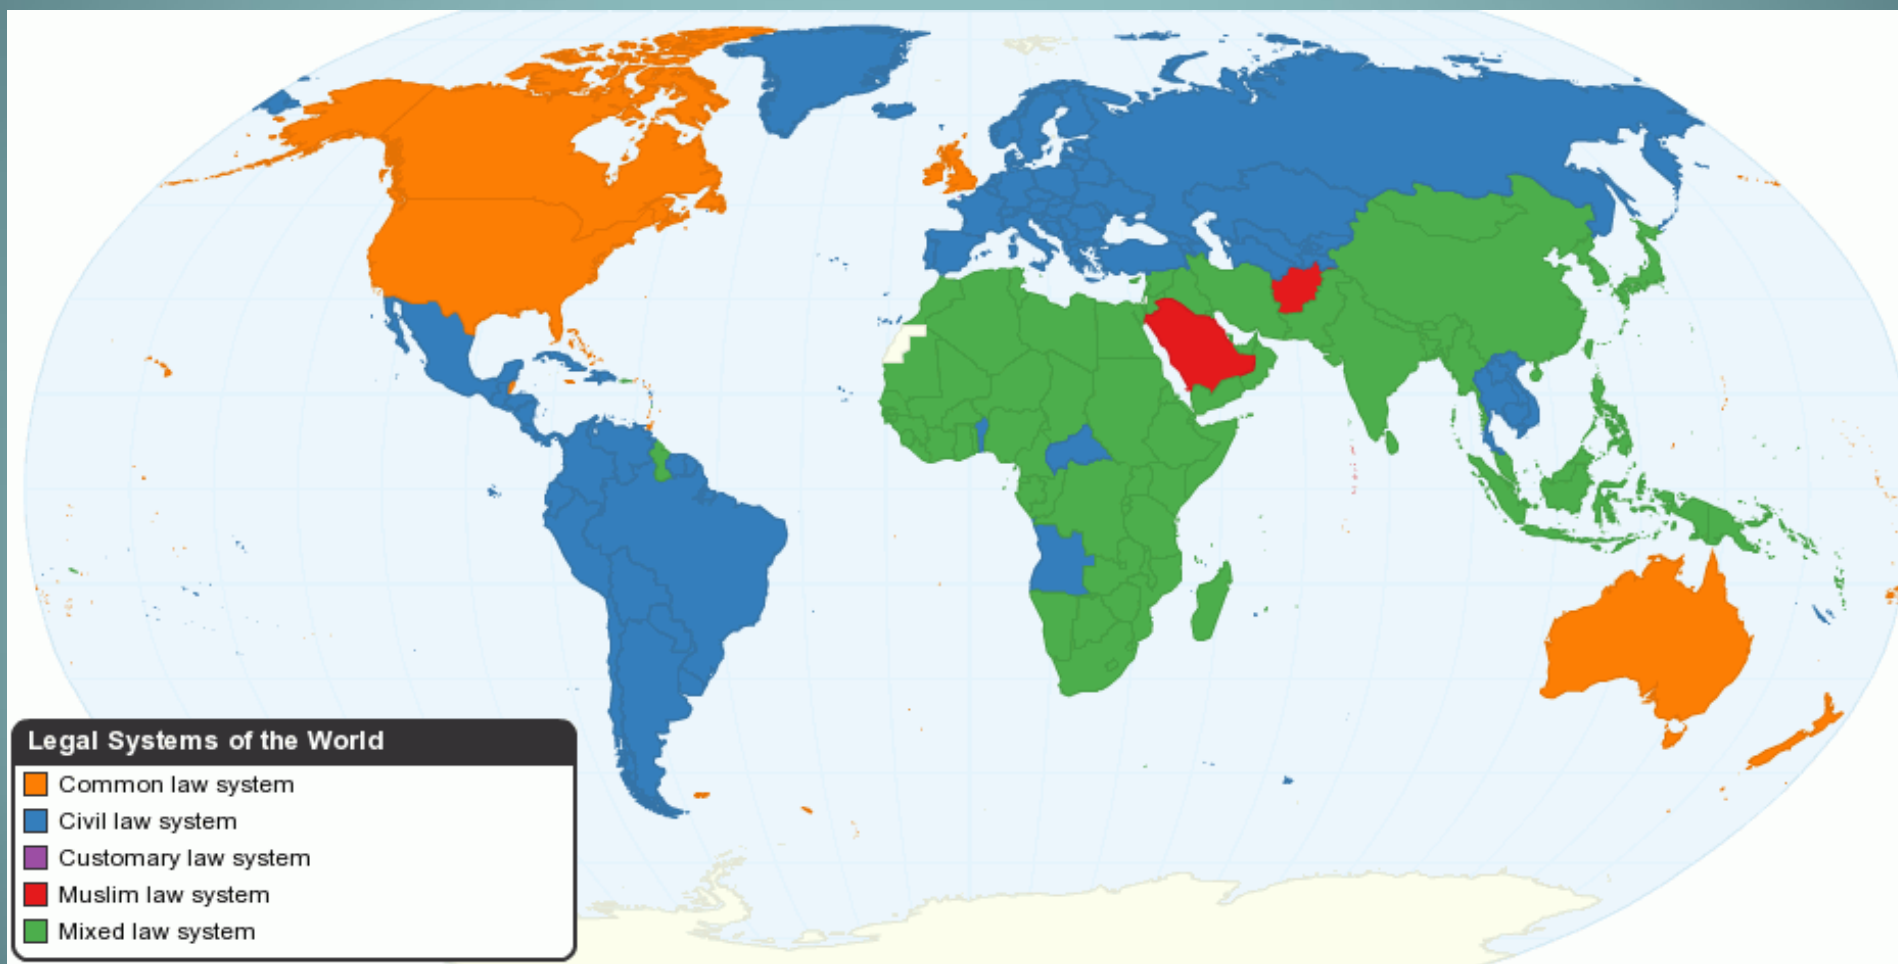 Legal Systems of the World
Common law system
Civil law system
Customary law system
Muslim law system
Mixed law system